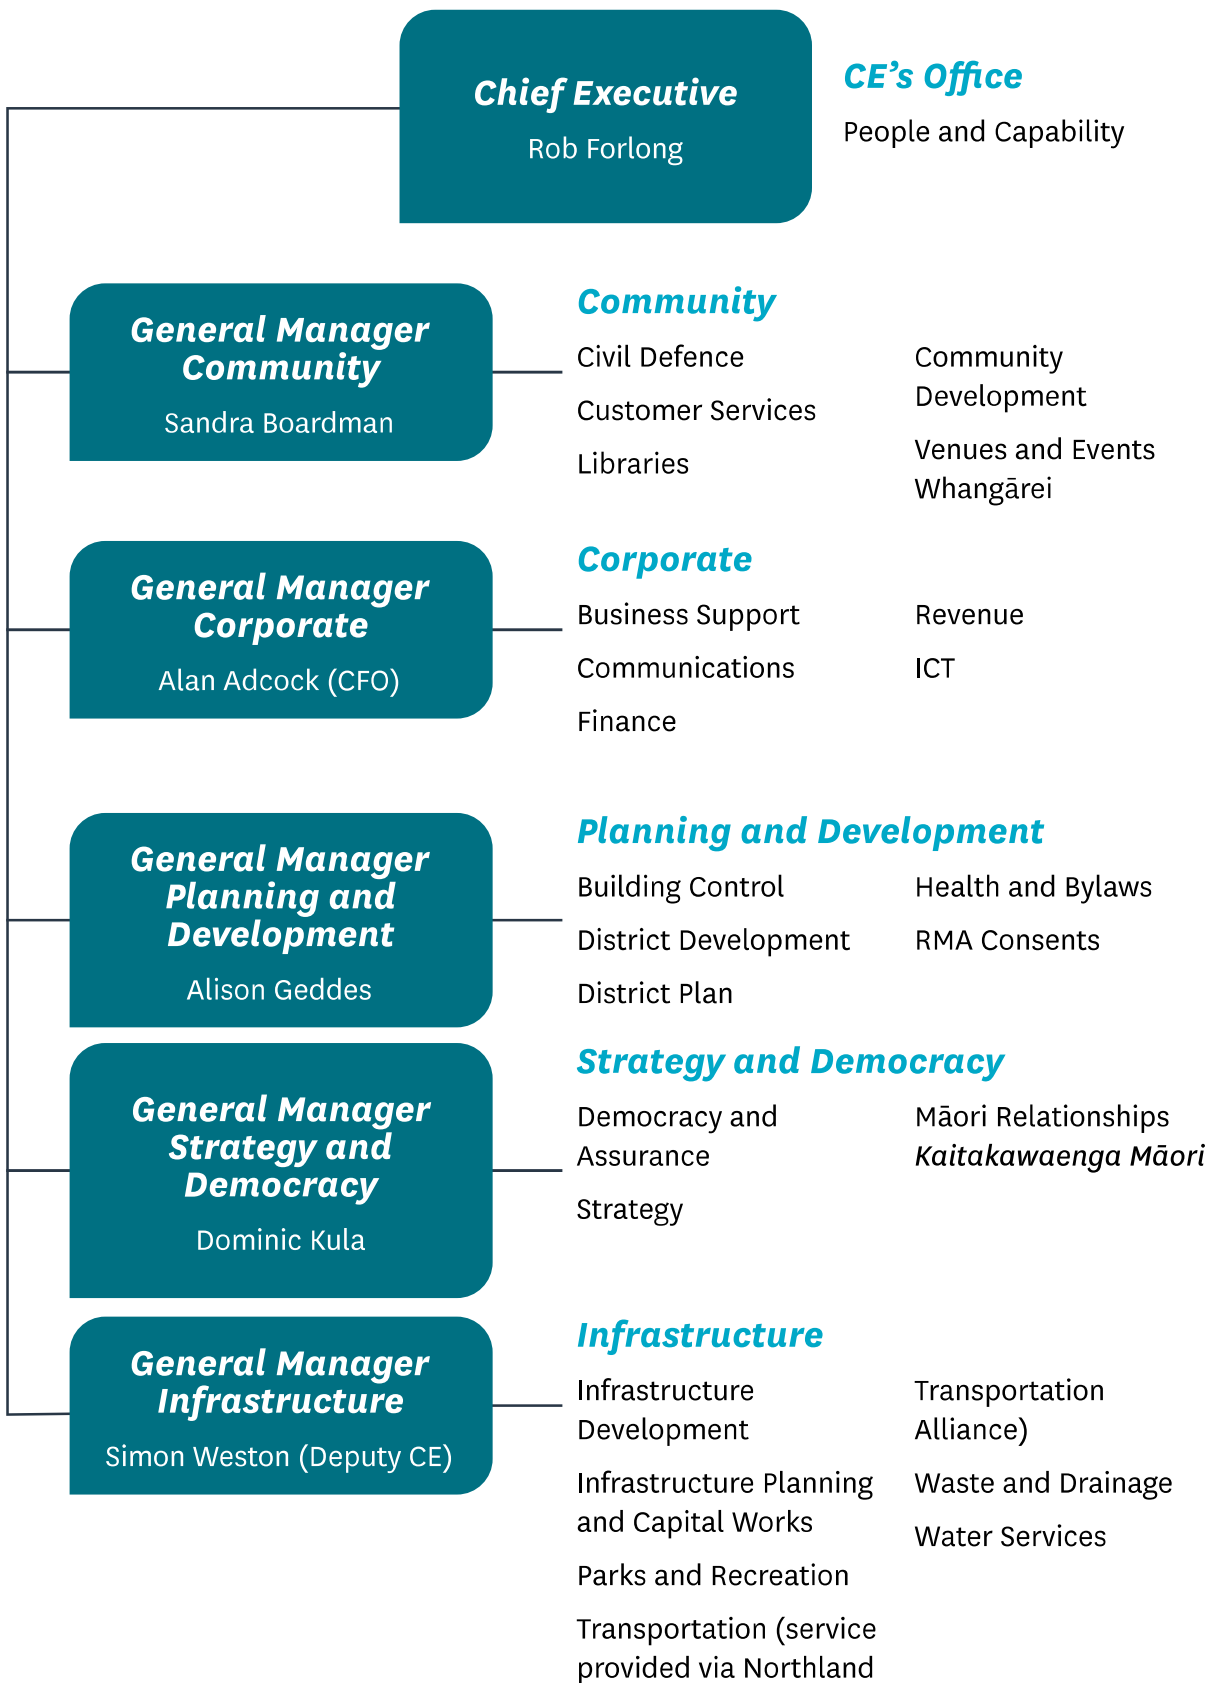 Chief Executive
Rob Forlong
CE’s Office
People and Capability
General Manager
Community
Sandra Boardman
Community
Civil Defence
Customer Services
Libraries
Community
Development
Venues and Events
Whangārei
General Manager
Corporate
Alan Adcock (CFO)
Corporate
Business Support
Communications
Finance
Revenue
ICT
General Manager
Planning and
Development
Alison Geddes
Planning and Development
Building Control
District Development
District Plan
Health and Bylaws
RMA Consents
General Manager
Strategy and
Democracy
Dominic Kula
Strategy and Democracy
Democracy and
Assurance
Strategy
Māori Relationships
Kaitakawaenga Māori
General Manager
Infrastructure
Simon Weston (Deputy CE)
Infrastructure
Infrastructure
Development
Infrastructure Planning
and Capital Works
Parks and Recreation
Transportation (service
provided via Northland
Transportation
Alliance)
Waste and Drainage
Water Services